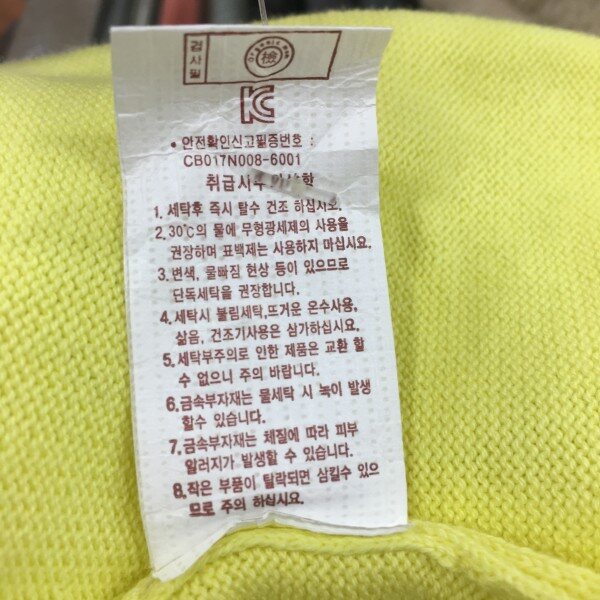 검사필
檢
KC
• 안전확인신고필증번호 :
CB017N008-6001
취급시
1. 세탁후 즉시 탈수 건조 하십시오.
2. 30℃의 물에 무형광세제의 사용을
권장하며 표백제는 사용하지 마십시요.
3. 변색, 물빠짐 현상 등이 있으므로
단독세탁을 권장합니다.
4. 세탁시 불림세탁,뜨거운 온수사용,
삶음, 건조기사용은 삼가하십시요.
5. 세탁부주의로 인한 제품은 교환 할
수 없으니 주의 바랍니다.
6. 금속부자재는 물세탁 시 녹이 발생
할수 있습니다.
7. 금속부자재는 체질에 따라 피부
알러지가 발생할 수 있습니다.
8. 작은 부품이 탈락되면 삼킬수 있으
므로 주의 하십시요.